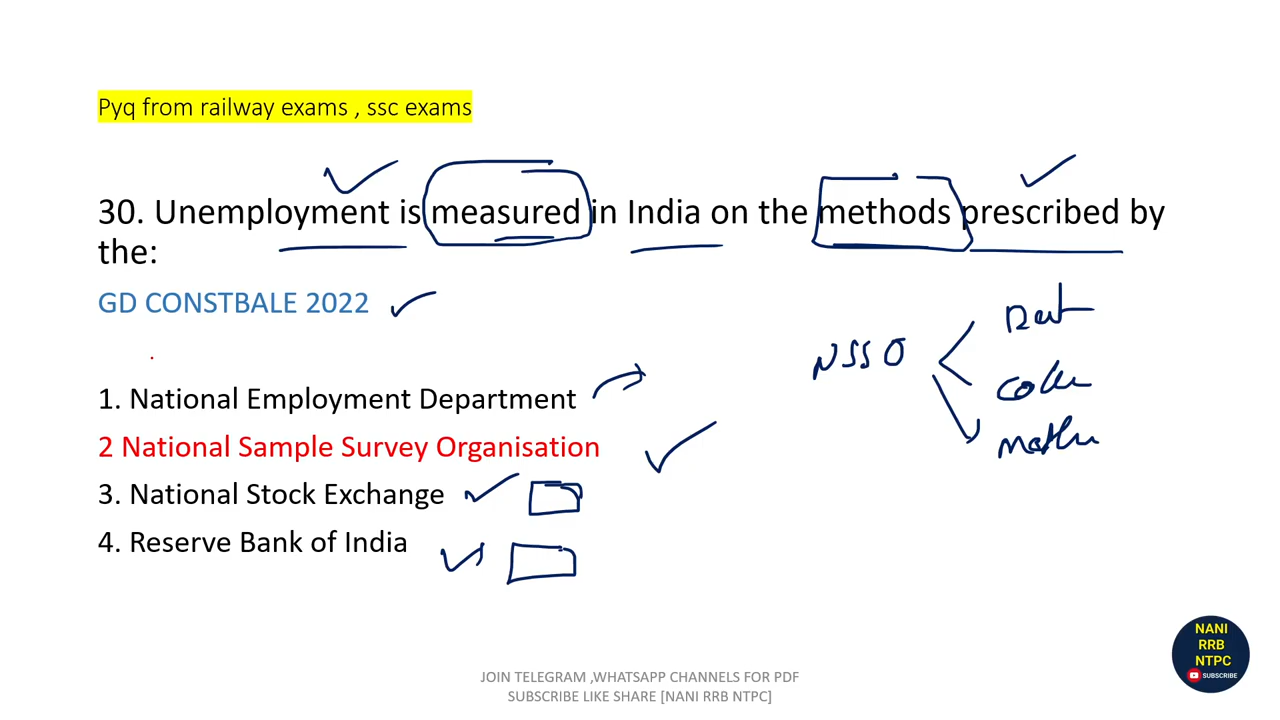 Pyq from railway exams , ssc exams
30. Unemployment is measured in India on the methods prescribed by
the:
GD CONSTBALE 2022
1. National Employment Department
2 National Sample Survey Organisation
3. National Stock Exchange
4. Reserve Bank of India
NSSO
NANI
RRB
NTPC
SUBSCRIBE
JOIN TELEGRAM ,WHATSAPP CHANNELS FOR PDF
SUBSCRIBE LIKE SHARE [NANI RRB NTPC]